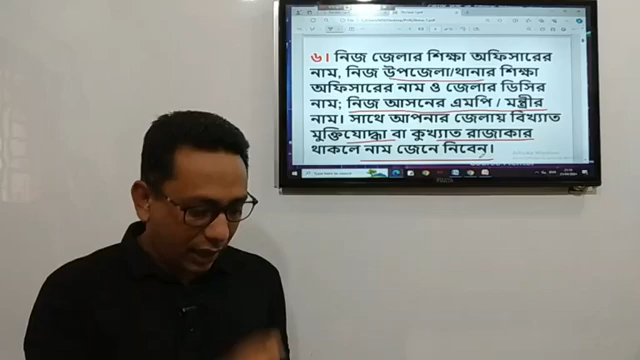 ৬। নিজ জেলার শিক্ষা অফিসারের
নাম, নিজ উপজেলা/থানার শিক্ষা
অফিসারের নাম ও জেলার ডিসির
নাম; নিজ আসনের এমপি / মন্ত্রীর
নাম। সাথে আপনার জেলায় বিখ্যাত
মুক্তিযোদ্ধা বা কুখ্যাত রাজাকার
থাকলে নাম জেনে নিবেন।